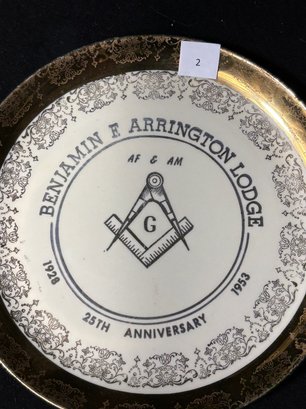 2
BENJAMIN F ARRINGTON LODGE
AF & AM
G
1928 25TH ANNIVERSARY 1953